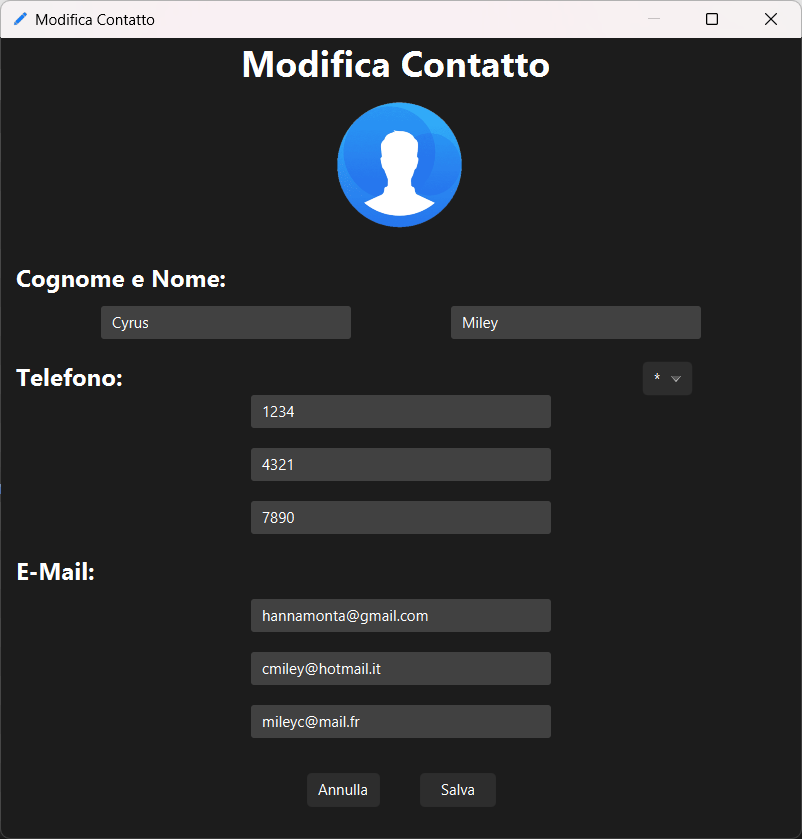 Modifica Contatto
Modifica Contatto
Cognome e Nome:
Cyrus Miley
Telefono: *
1234
4321
7890
E-Mail:
hannamonta@gmail.com
cmiley@hotmail.it
mileyc@mail.fr
Annulla Salva